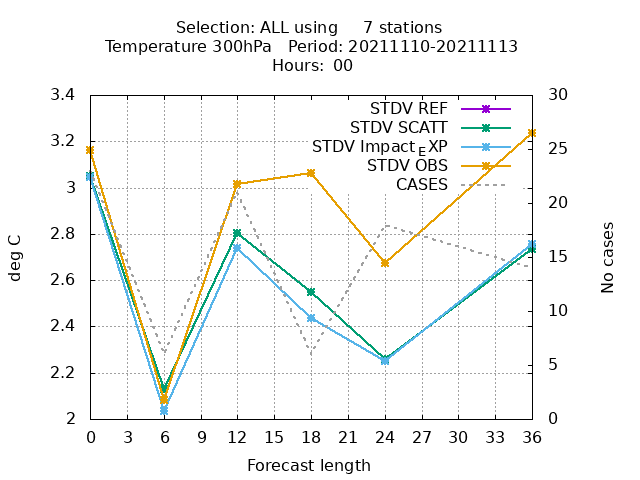 Selection: ALL using     7 stations
Temperature 300hPa   Period: 20211110-20211113
Hours:  00
3.4
3.2
3
2.8
2.6
2.4
2.2
2
deg C
STDV REF
STDV SCATT
STDV Impact_EXP
STDV OBS
CASES
30
25
20
15
10
5
0
No cases
0 3 6 9 12 15 18 21 24 27 30 33 36
Forecast length